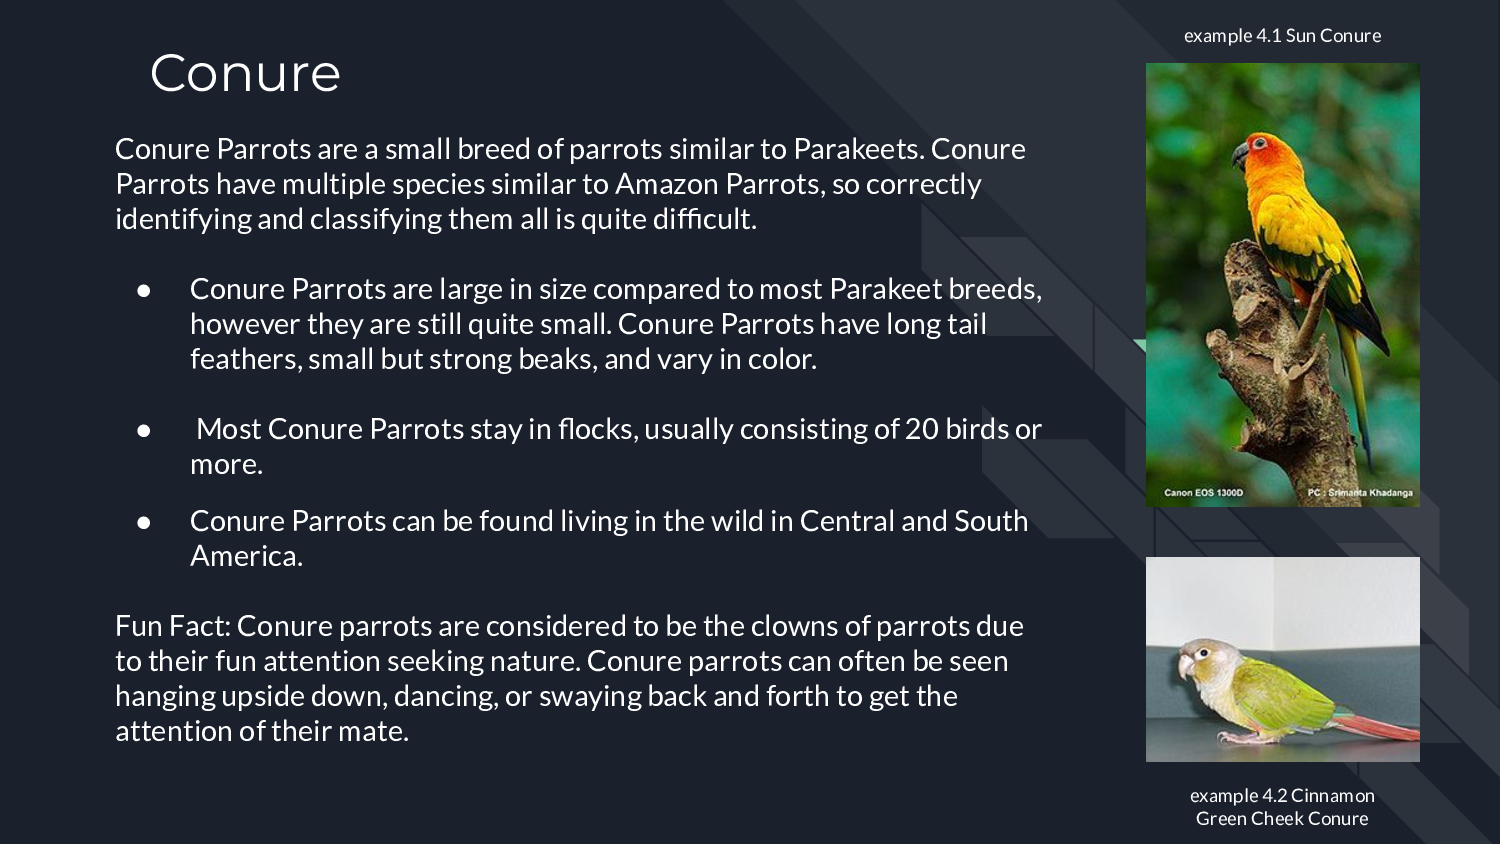 Conure
Conure Parrots are a small breed of parrots similar to Parakeets. Conure
Parrots have multiple species similar to Amazon Parrots, so correctly
identifying and classifying them all is quite difficult.
● Conure Parrots are large in size compared to most Parakeet breeds,
however they are still quite small. Conure Parrots have long tail
feathers, small but strong beaks, and vary in color.
● Most Conure Parrots stay in flocks, usually consisting of 20 birds or
more.
● Conure Parrots can be found living in the wild in Central and South
America.
Fun Fact: Conure parrots are considered to be the clowns of parrots due
to their fun attention seeking nature. Conure parrots can often be seen
hanging upside down, dancing, or swaying back and forth to get the
attention of their mate.
example 4.1 Sun Conure
Canon EOS 1300D
PC : Srimanta Khadanga
example 4.2 Cinnamon
Green Cheek Conure